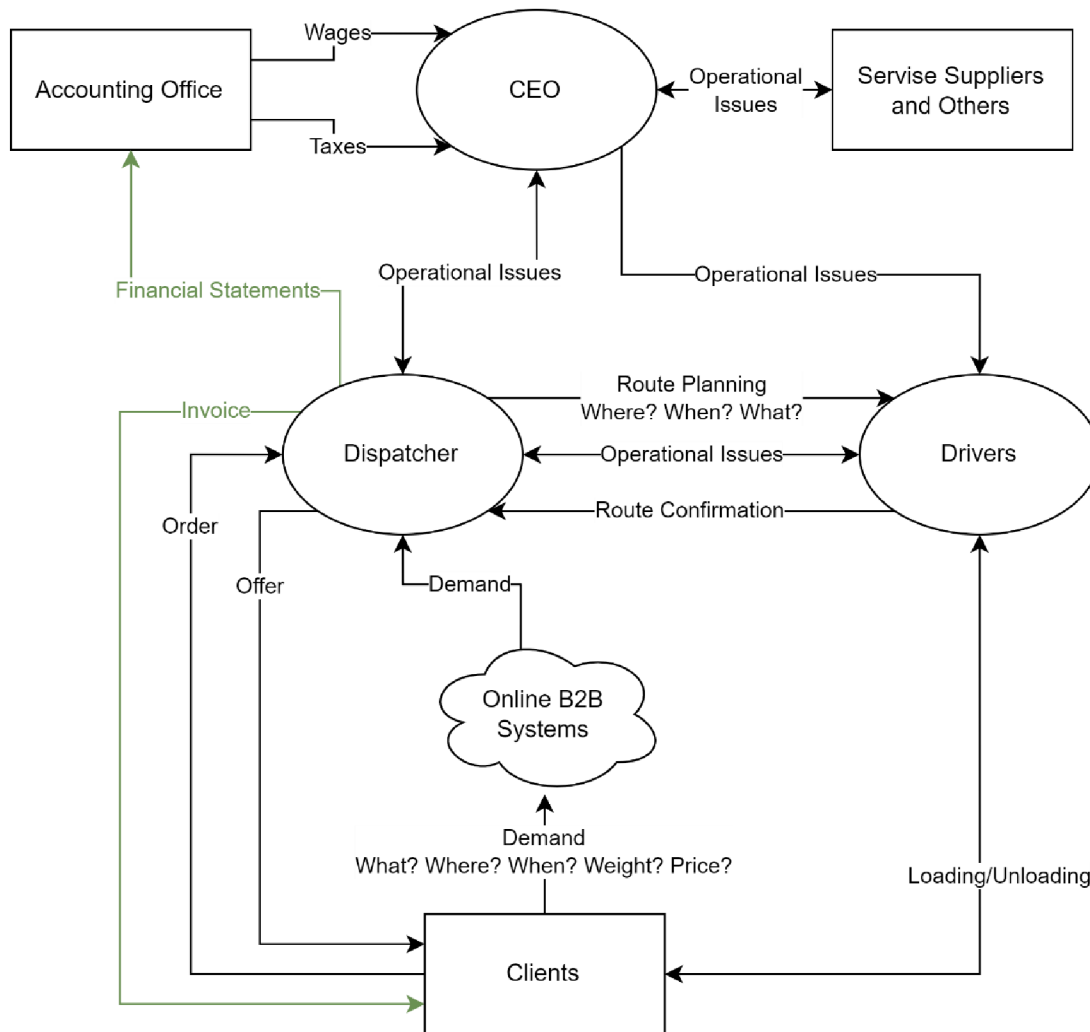 Wages
Accounting Office
CEO
Operational
Issues
Servise Suppliers
and Others
Taxes
Operational Issues
Operational Issues
Financial Statements
Invoice
Route Planning
Where? When? What?
Dispatcher
Operational Issues
Drivers
Order
Route Confirmation
Offer
Demand
Online B2B
Systems
Demand
What? Where? When? Weight? Price?
Loading/Unloading
Clients